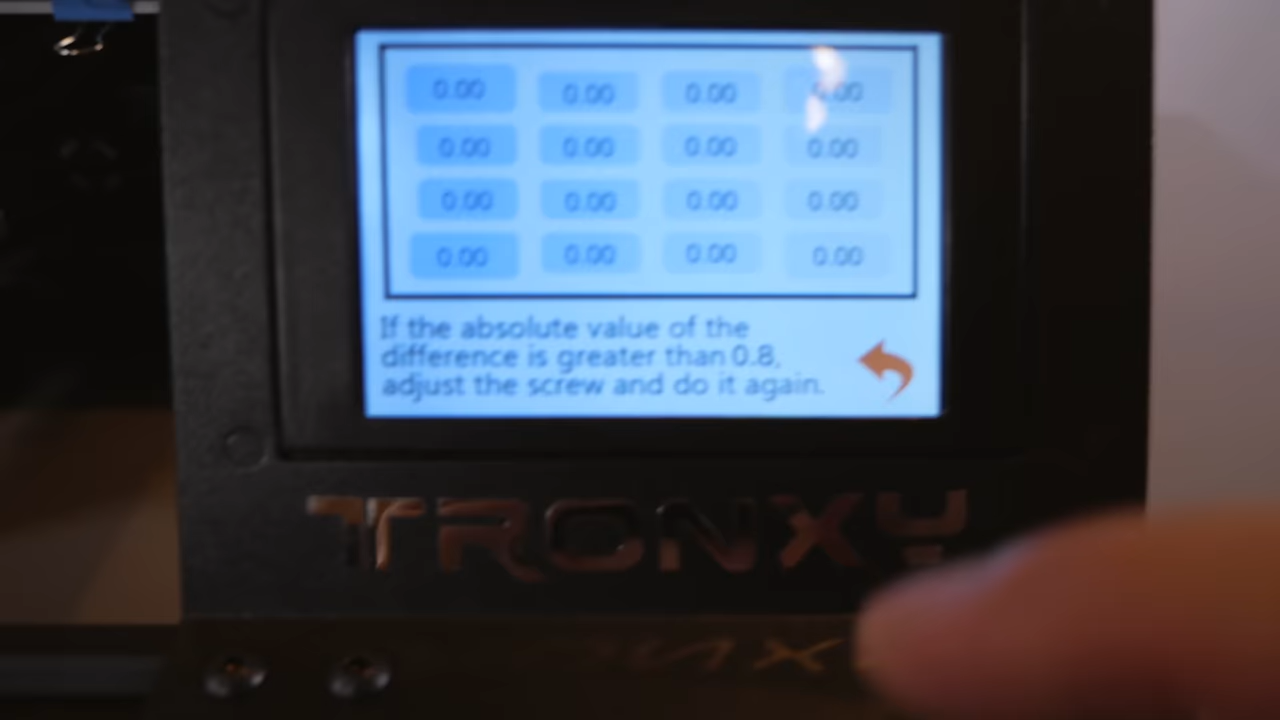 0.00 0.00 0.00 0.00
0.00 0.00 0.00 0.00
0.00 0.00 0.00 0.00
0.00 0.00 0.00 0.00
If the absolute value of the
difference is greater than 0.8,
adjust the screw and do it again.
TRONXY